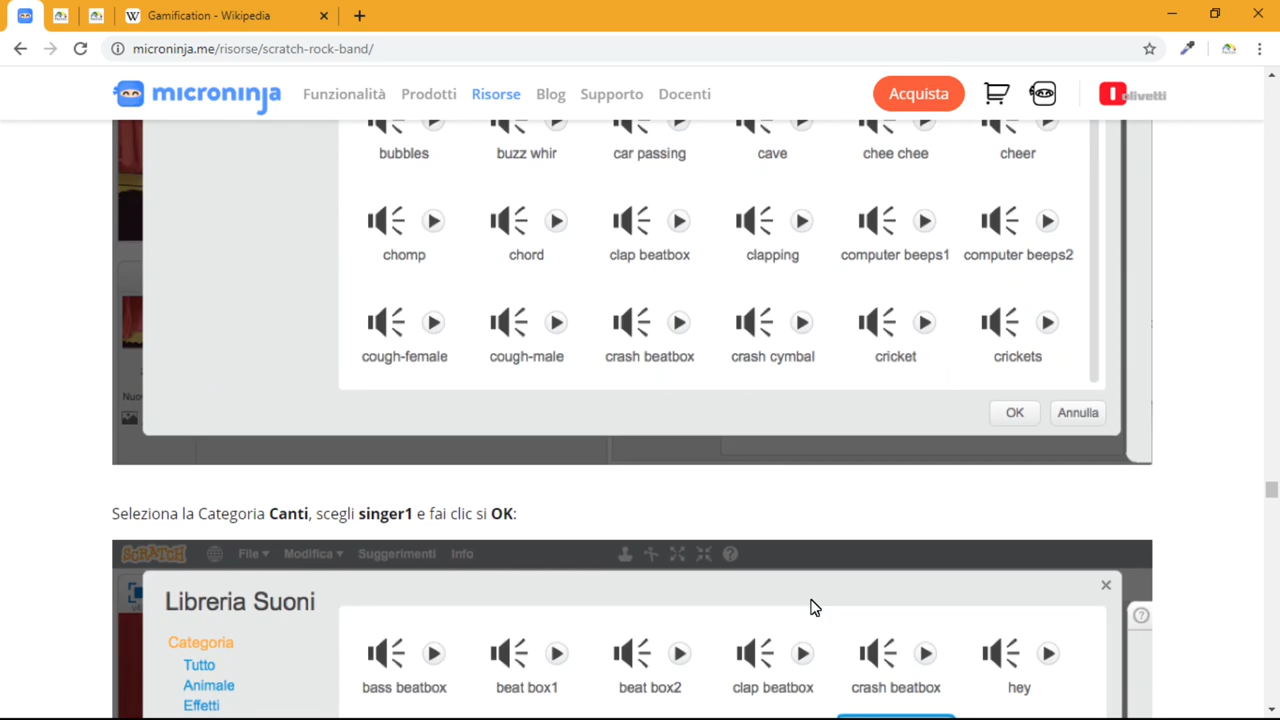 Gamification - Wikipedia
microninja.me/risorse/scratch-rock-band/
microninja Funzionalità Prodotti Risorse Blog Supporto Docenti Acquista olivetti
bubbles buzz whir car passing cave chee chee cheer
chomp chord clap beatbox clapping computer beeps1 computer beeps2
cough-female cough-male crash beatbox crash cymbal cricket crickets
Nuo
OK Annulla
Seleziona la Categoria Canti, scegli singer1 e fai clic si OK:
SCRATCH File Modifica Suggerimenti Info
Libreria Suoni
Categoria
Tutto
Animale
Effetti
bass beatbox beat box1 beat box2 clap beatbox crash beatbox hey